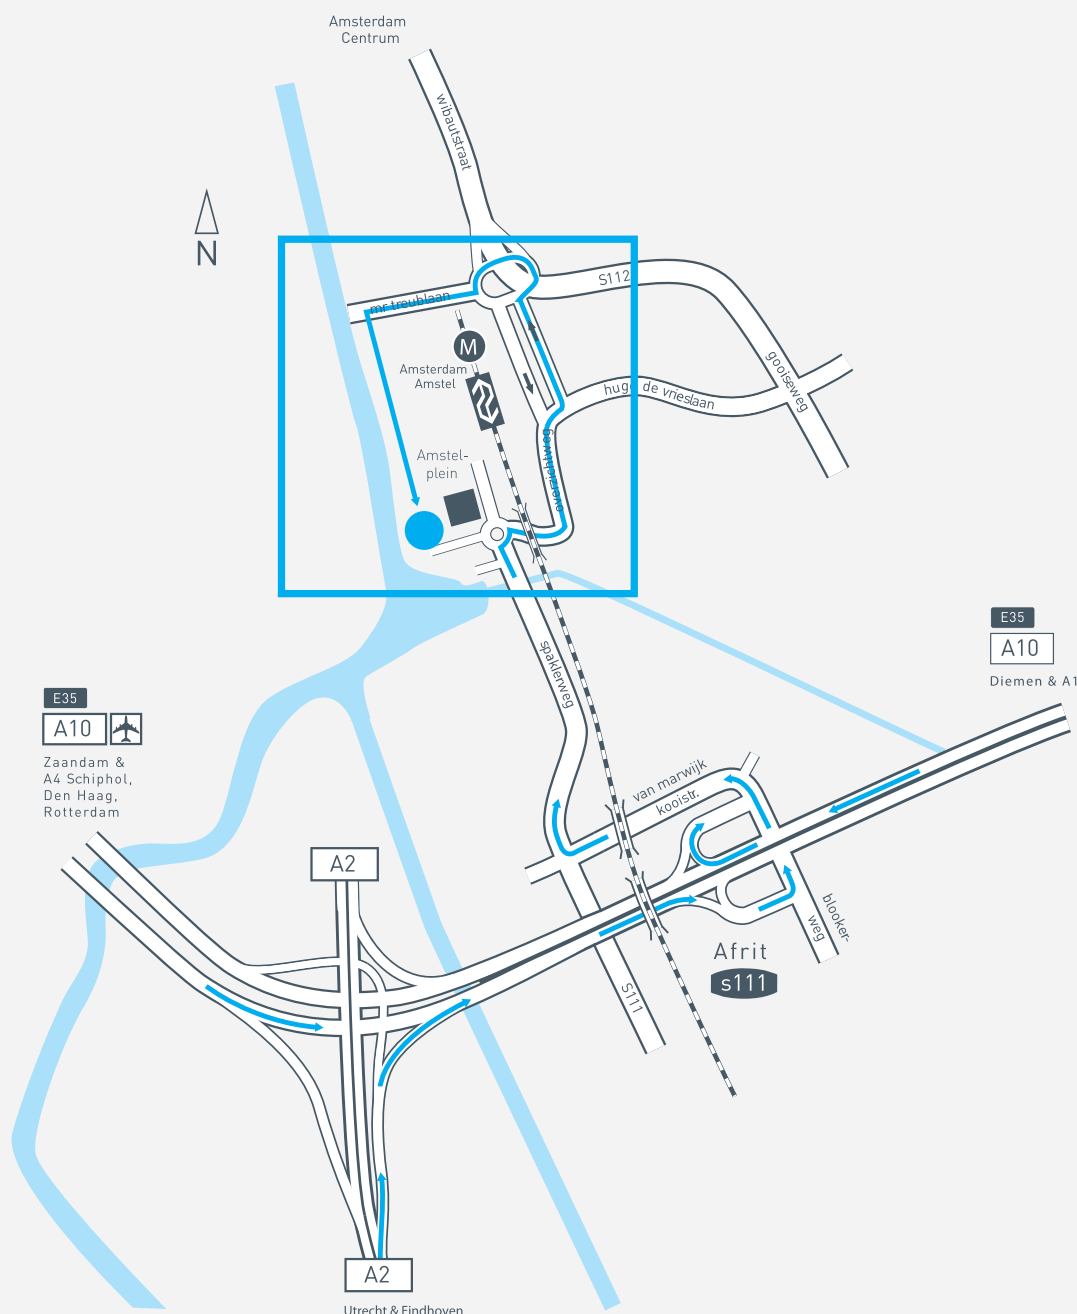 Amsterdam
Centrum
wibautstraat
N
S112
mr treublaan
M
Amsterdam
Amstel
gooiseweg
hugo de vrieslaan
overzichtweg
Amstel-
plein
spaklerweg
E35
A10
Diemen & A1
E35
A10
Zaandam &
A4 Schiphol,
Den Haag,
Rotterdam
van marwijk
kooistr.
A2
blooker-
weg
Afrit
s111
S111
A2
Utrecht & Eindhoven